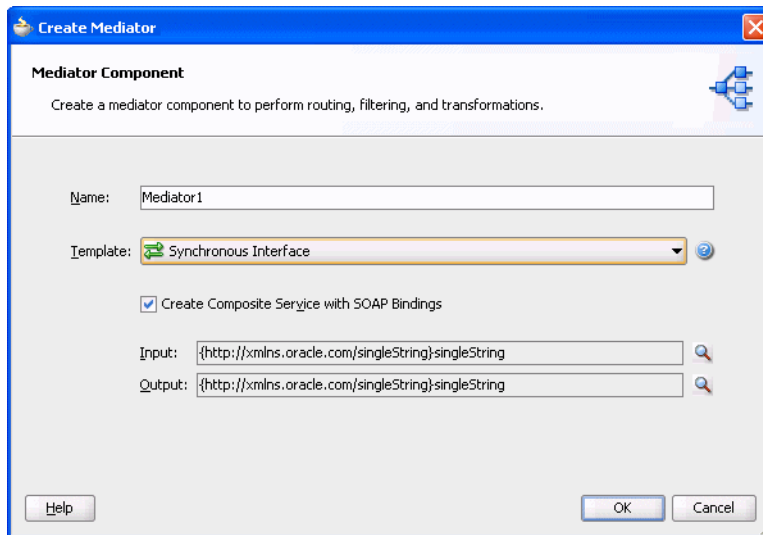 Create Mediator
Mediator Component
Create a mediator component to perform routing, filtering, and transformations.
Name: Mediator1
Template: Synchronous Interface
Create Composite Service with SOAP Bindings
Input: {http://xmlns.oracle.com/singleString}singleString
Output: {http://xmlns.oracle.com/singleString}singleString
Help OK Cancel